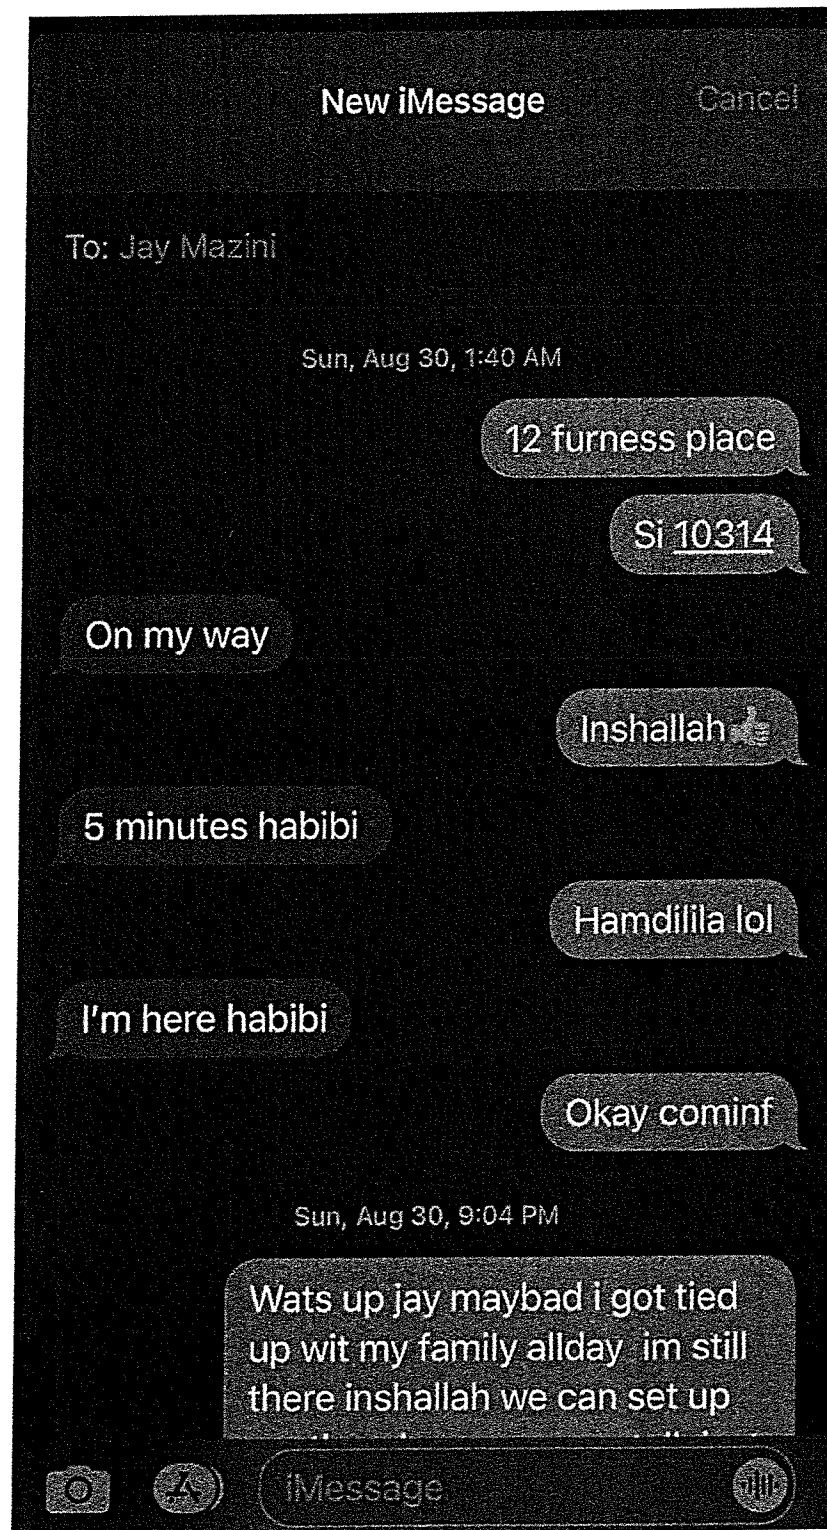 New iMessage Cancel
To: Jay Mazini
Sun, Aug 30, 1:40 AM
12 furness place
Si 10314
On my way
Inshallah👍
5 minutes habibi
Hamdilila lol
I'm here habibi
Okay cominf
Sun, Aug 30, 9:04 PM
Wats up jay maybad i got tied
up wit my family allday im still
there inshallah we can set up
iMessage